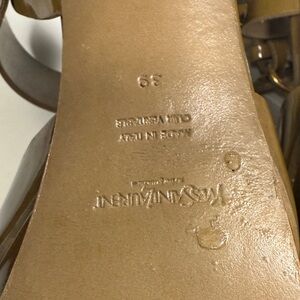 YvesSaintLaurent
MADE IN ITALY
CUIR VERITABLE
39